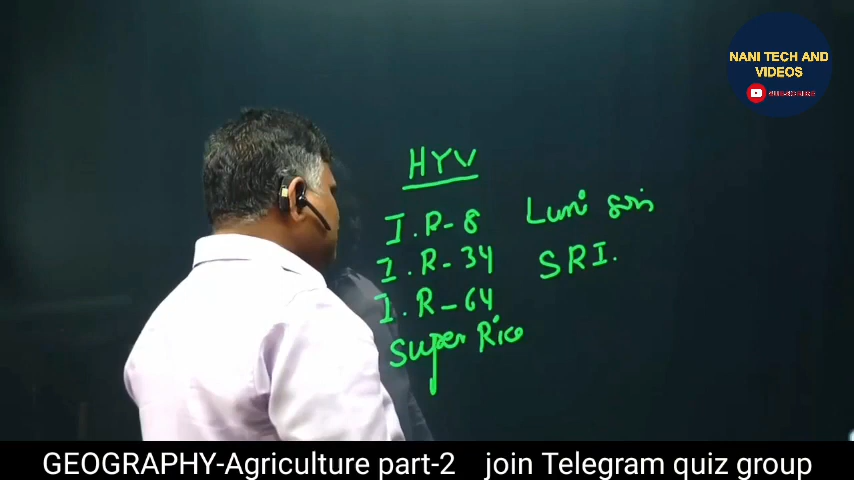 NANI TECH AND
VIDEOS
SUBSCRIBE
HYV
I.R-8
I.R-34
I.R-64
Super Rice
Luni
SRI.
GEOGRAPHY-Agriculture part-2 join Telegram quiz group